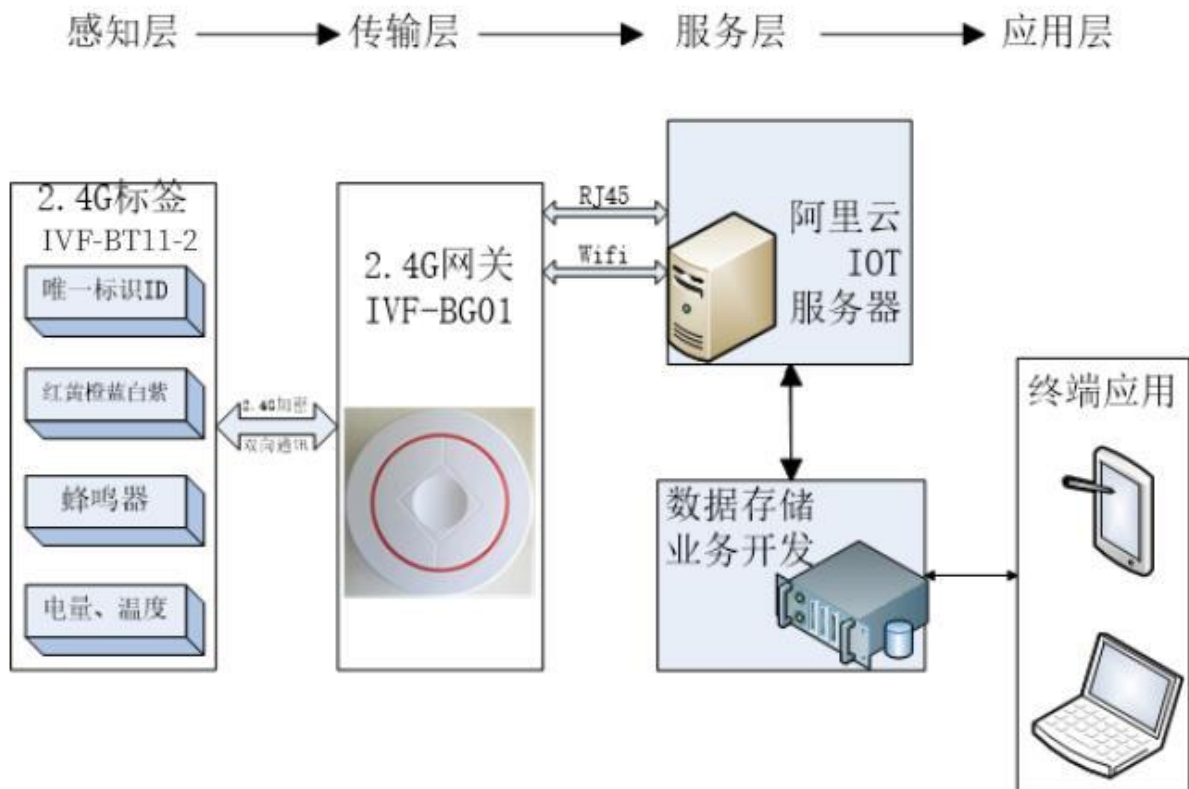 感知层
传输层
服务层
应用层
2.4G标签
IVF-BT11-2
唯一标识ID
红黄橙蓝白紫
蜂鸣器
电量、温度
2.4G加密
双向通讯
2.4G网关
IVF-BG01
RJ45
Wifi
阿里云
IOT
服务器
数据存储
业务开发
终端应用